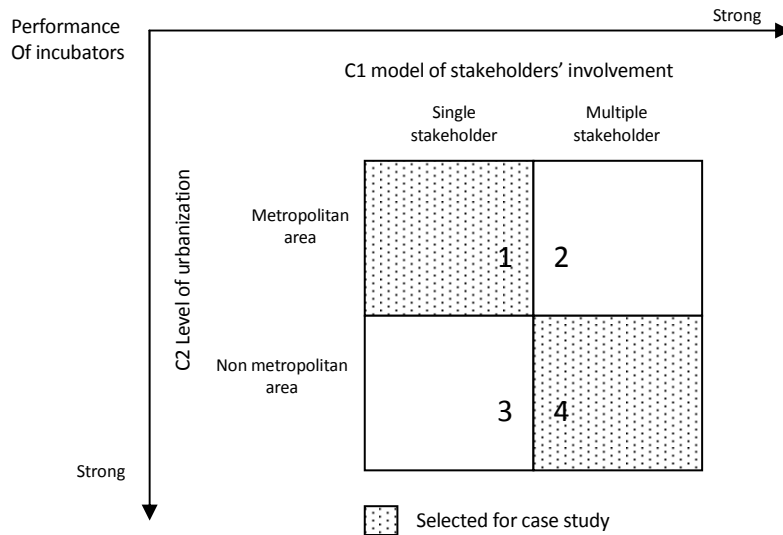 Performance
Of incubators
Strong
C1 model of stakeholders’ involvement
Single
stakeholder
Multiple
stakeholder
C2 Level of urbanization
Metropolitan
area
1
2
Non metropolitan
area
3
4
Strong
Selected for case study